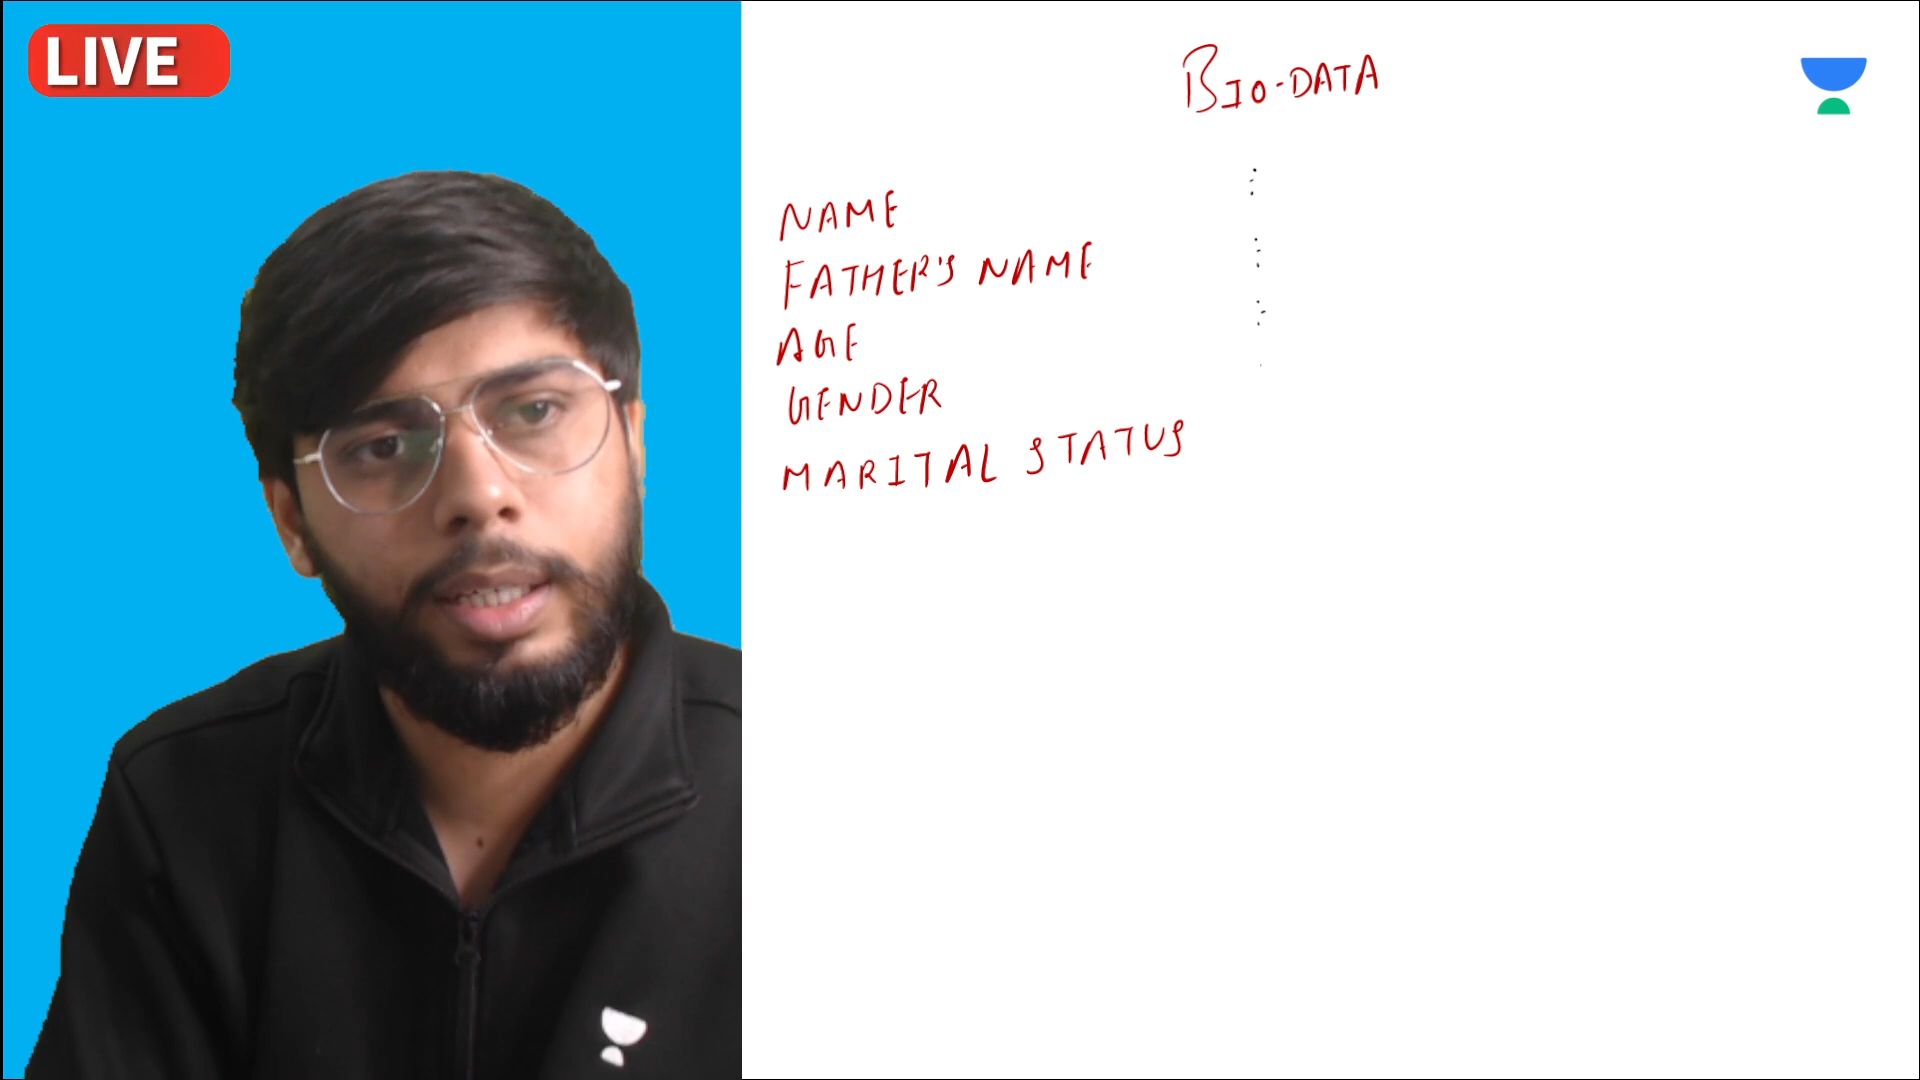 LIVE
BIO-DATA
NAME
FATHER'S NAME
AGE
GENDER
MARITAL STATUS